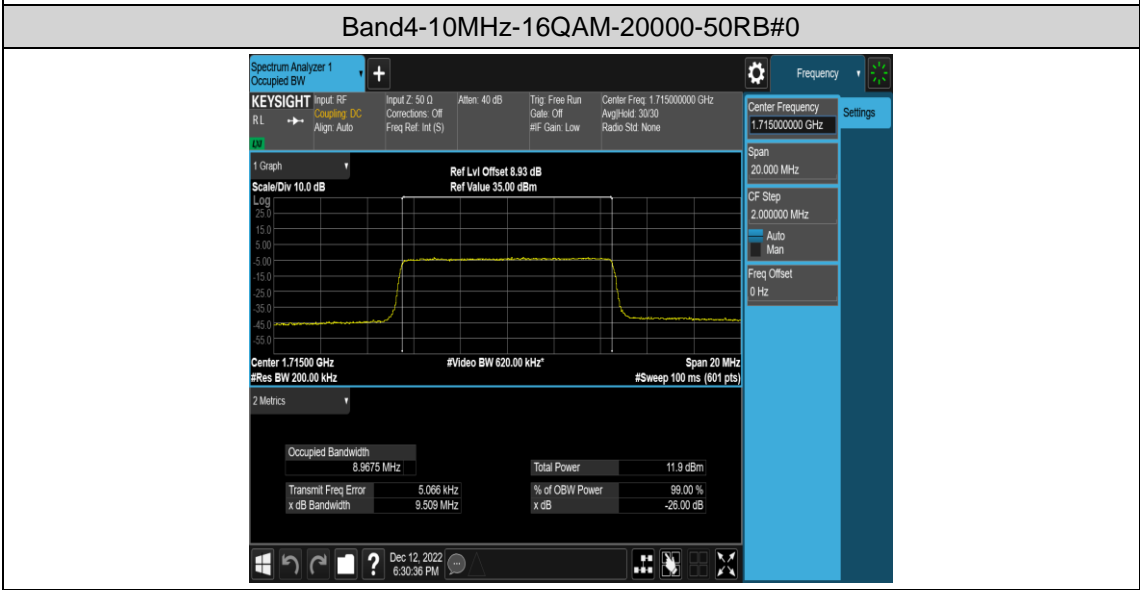 Band4-10MHz-16QAM-20000-50RB#0
Spectrum Analyzer 1
Occupied BW
+
Frequency
KEYSIGHT
RL
Input: RF
Coupling: DC
Align: Auto
Input Z: 50 Ω
Corrections: Off
Freq Ref: Int (S)
Atten: 40 dB
Trig: Free Run
Gate: Off
#IF Gain: Low
Center Freq: 1.715000000 GHz
Avg|Hold: 30/30
Radio Std: None
Center Frequency
1.715000000 GHz
Settings
Span
20.000 MHz
CF Step
2.000000 MHz
Auto
Man
Freq Offset
0 Hz
1 Graph
Scale/Div 10.0 dB
Ref Lvl Offset 8.93 dB
Ref Value 35.00 dBm
Log
25.0
15.0
5.00
-5.00
-15.0
-25.0
-35.0
-45.0
-55.0
Center 1.71500 GHz
#Video BW 620.00 kHz*
Span 20 MHz
#Res BW 200.00 kHz
#Sweep 100 ms (601 pts)
2 Metrics
Occupied Bandwidth
8.9675 MHz
Total Power 11.9 dBm
Transmit Freq Error 5.066 kHz
% of OBW Power 99.00 %
x dB Bandwidth 9.509 MHz
x dB -26.00 dB
?
Dec 12, 2022
6:30:36 PM